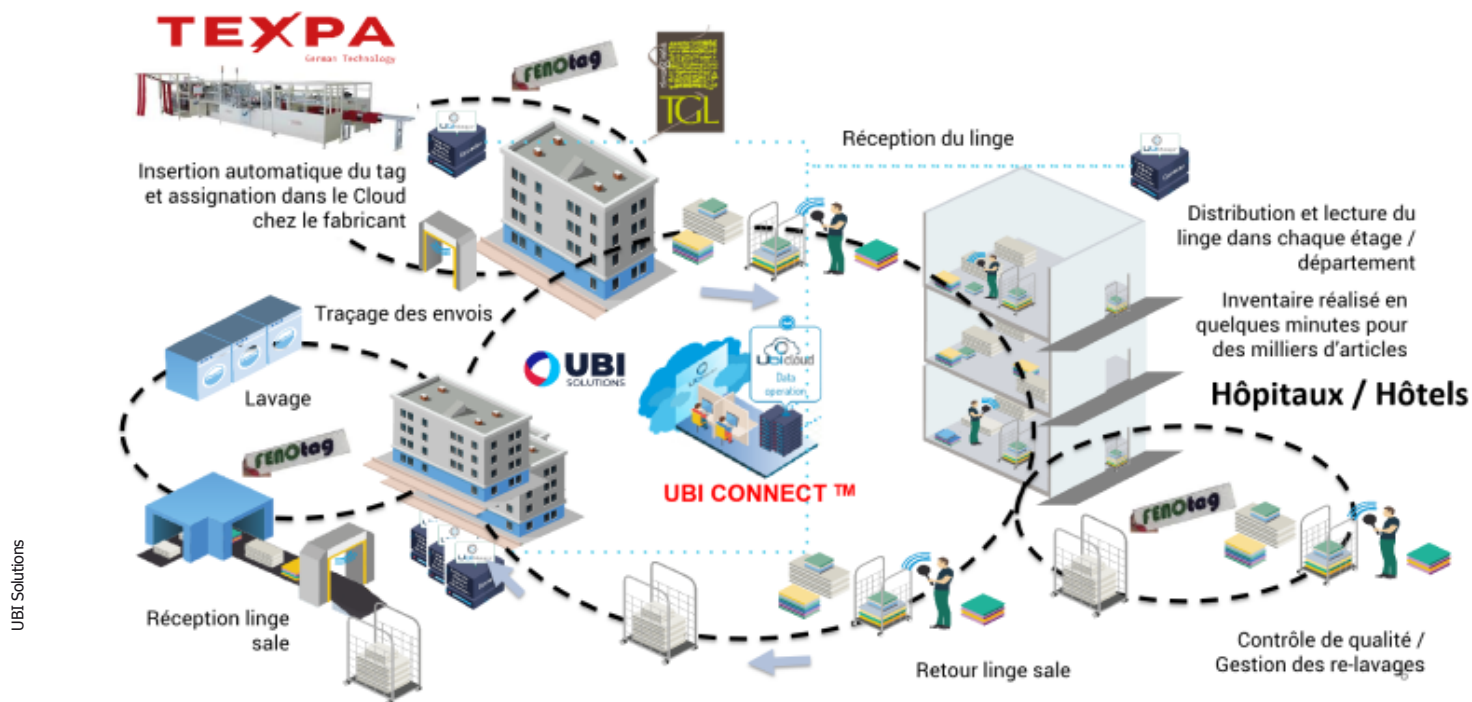 TEXPA
German Technology
FENOtag
TGL
Insertion automatique du tag
et assignation dans le Cloud
chez le fabricant
Réception du linge
Distribution et lecture du
linge dans chaque étage /
département
Inventaire réalisé en
quelques minutes pour
des milliers d'articles
Hôpitaux / Hôtels
Traçage des envois
UBI
SOLUTIONS
Ubicloud
Data
operation
UBI CONNECT ™
Lavage
FENOtag
FENOtag
Réception linge
sale
Retour linge sale
Contrôle de qualité /
Gestion des re-lavages
6
UBI Solutions